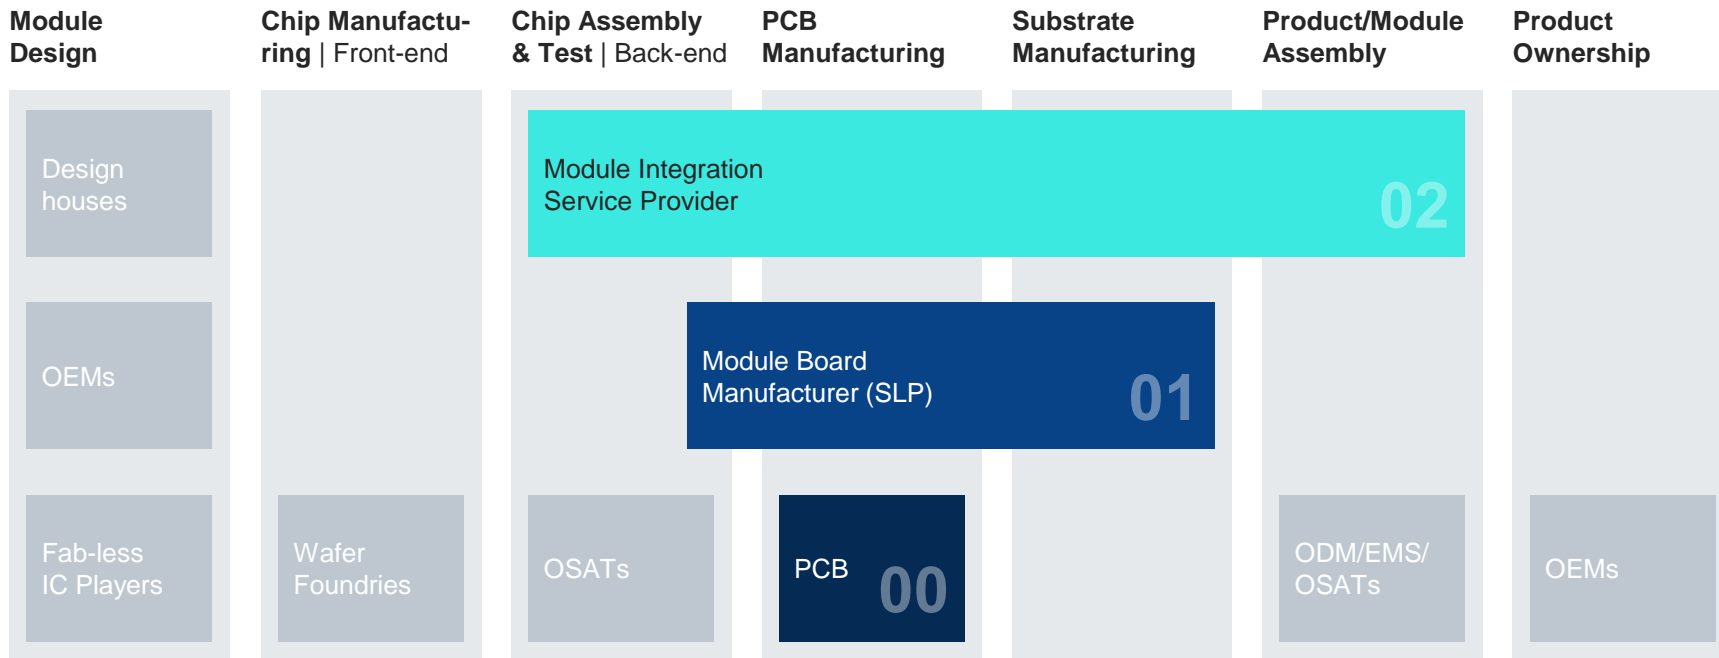 Module
Design
Chip Manufactu-
ring | Front-end
Chip Assembly
& Test | Back-end
PCB
Manufacturing
Substrate
Manufacturing
Product/Module
Assembly
Product
Ownership
Design
houses
Module Integration
Service Provider
02
OEMs
Module Board
Manufacturer (SLP)
01
Fab-less
IC Players
Wafer
Foundries
OSATs
PCB
00
ODM/EMS/
OSATs
OEMs